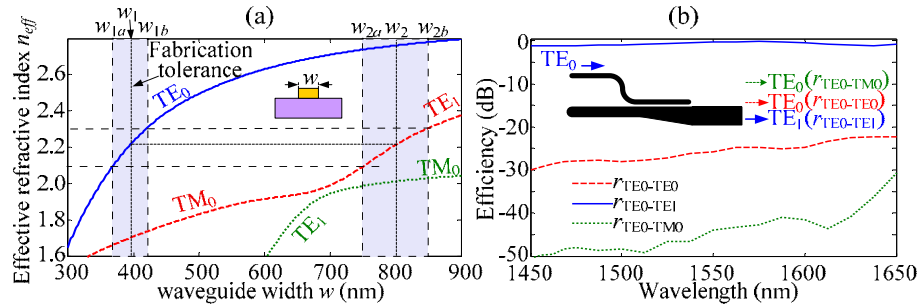 (a)
w1
w1a w1b
w2a w2 w2b
Fabrication
tolerance
TE0
w
TE1
TM0
TM0
TE1
Effective refractive index neff
2.6
2.4
2.2
2.0
1.8
1.6
300 400 500 600 700 800 900
waveguide width w (nm)
(b)
TE0
TE0(rTE0-TM0)
TE0(rTE0-TE0)
TE1(rTE0-TE1)
rTE0-TE0
rTE0-TE1
rTE0-TM0
Efficiency (dB)
0
-10
-20
-30
-40
-50
1450 1500 1550 1600 1650
Wavelength (nm)